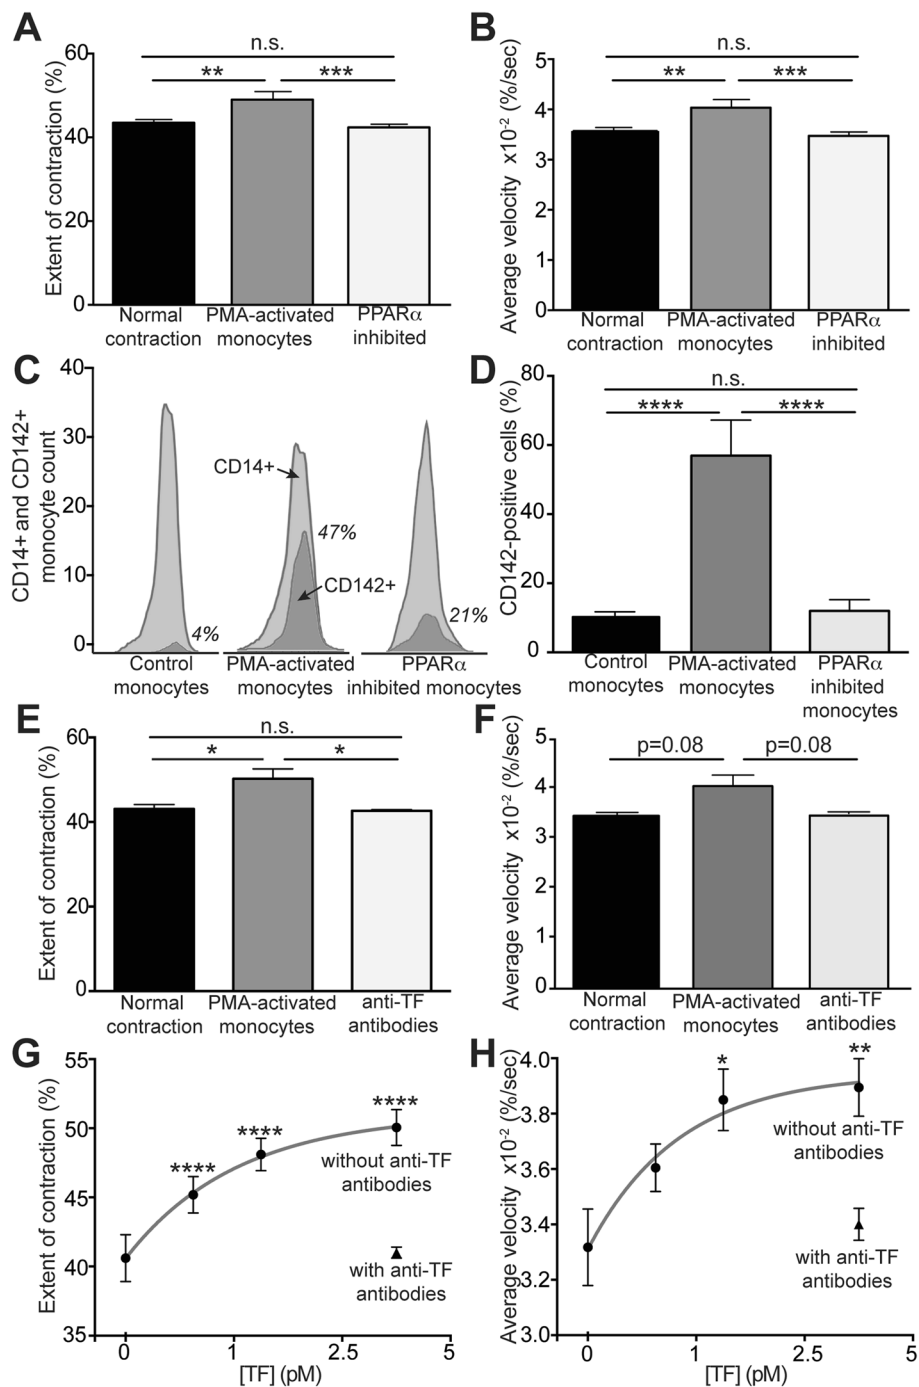 A
Extent of contraction (%)
60
40
20
0
n.s.
**
***
Normal
contraction
PMA-activated
monocytes
PPARα
inhibited
B
Average velocity x10-2 (%/sec)
5
4
3
2
1
0
n.s.
**
***
Normal
contraction
PMA-activated
monocytes
PPARα
inhibited
C
CD14+ and CD142+
monocyte count
40
30
20
10
0
CD14+
47%
CD142+
4%
21%
Control
monocytes
PMA-activated
monocytes
PPARα
inhibited monocytes
D
CD142-positive cells (%)
80
60
40
20
0
n.s.
****
****
Control
monocytes
PMA-activated
monocytes
PPARα
inhibited
monocytes
E
Extent of contraction (%)
60
40
20
0
n.s.
*
*
Normal
contraction
PMA-activated
monocytes
anti-TF
antibodies
F
Average velocity x10-2 (%/sec)
5
4
3
2
1
0
p=0.08
p=0.08
Normal
contraction
PMA-activated
monocytes
anti-TF
antibodies
G
Extent of contraction (%)
55
50
45
40
35
****
****
****
without anti-TF
antibodies
with anti-TF
antibodies
0
1
2.5
5
[TF] (pM)
H
Average velocity x10-2 (%/sec)
4.0
3.8
3.6
3.4
3.2
3.0
*
**
without anti-TF
antibodies
with anti-TF
antibodies
0
1
2.5
5
[TF] (pM)